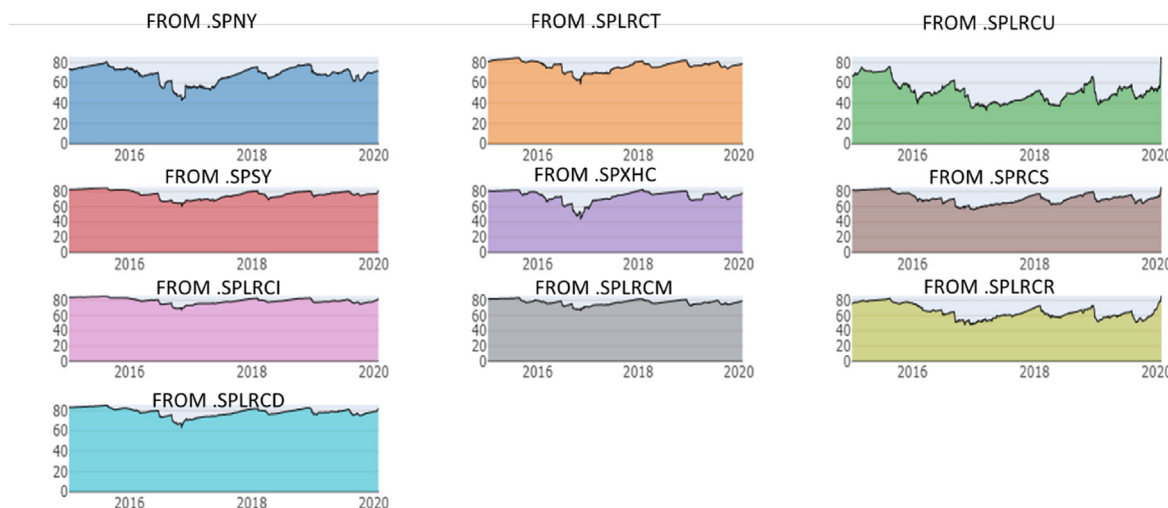 FROM .SPNY
80
60
40
20
0
2016 2018 2020
FROM .SPLRCT
80
60
40
20
0
2016 2018 2020
FROM .SPLRCU
80
60
40
20
0
2016 2018 2020
FROM .SPSY
80
60
40
20
0
2016 2018 2020
FROM .SPXHC
80
60
40
20
0
2016 2018 2020
FROM .SPRCS
80
60
40
20
0
2016 2018 2020
FROM .SPLRCI
80
60
40
20
0
2016 2018 2020
FROM .SPLRCM
80
60
40
20
0
2016 2018 2020
FROM .SPLRCR
80
60
40
20
0
2016 2018 2020
FROM .SPLRCD
80
60
40
20
0
2016 2018 2020